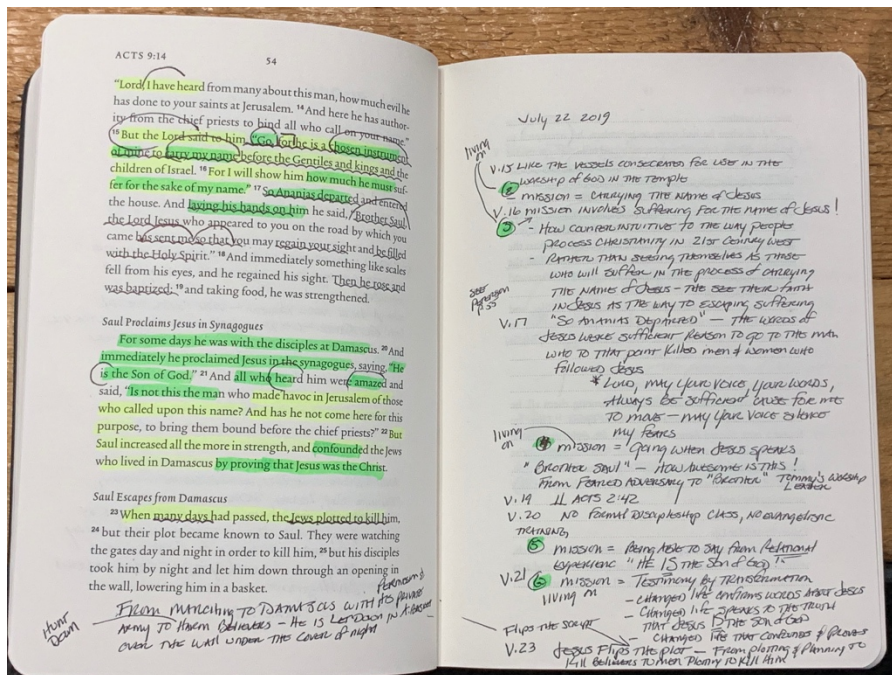 ACTS 9:14
54
“Lord, I have heard from many about this man, how much evil he
has done to your saints at Jerusalem. 14 And here he has author-
ity from the chief priests to bind all who call on your name.”
15 But the Lord said to him, “Go, for he is a chosen instrument
of mine to carry my name before the Gentiles and kings and the
children of Israel. 16 For I will show him how much he must suf-
fer for the sake of my name.” 17 So Ananias departed and entered
the house. And laying his hands on him he said, “Brother Saul,
the Lord Jesus who appeared to you on the road by which you
came has sent me so that you may regain your sight and be filled
with the Holy Spirit.” 18 And immediately something like scales
fell from his eyes, and he regained his sight. Then he rose and
was baptized; 19 and taking food, he was strengthened.
Saul Proclaims Jesus in Synagogues
For some days he was with the disciples at Damascus. 20 And
immediately he proclaimed Jesus in the synagogues, saying, “He
is the Son of God.” 21 And all who heard him were amazed and
said, “Is not this the man who made havoc in Jerusalem of those
who called upon this name? And has he not come here for this
purpose, to bring them bound before the chief priests?” 22 But
Saul increased all the more in strength, and confounded the Jews
who lived in Damascus by proving that Jesus was the Christ.
Saul Escapes from Damascus
23 When many days had passed, the Jews plotted to kill him,
24 but their plot became known to Saul. They were watching
the gates day and night in order to kill him, 25 but his disciples
took him by night and let him down through an opening in
the wall, lowering him in a basket.
HUNT
DOWN
FROM MARCHING TO DAMASCUS WITH HIS PRIVATE
ARMY TO HARM BELIEVERS – HE IS LET DOWN IN A BASKET
OVER THE WALL UNDER THE COVER OF NIGHT
July 22 2019
living
on
V.15 LIKE THE VESSELS CONSECRATED FOR USE IN THE
2 WORSHIP OF GOD IN THE TEMPLE
MISSION = CARRYING THE NAME OF JESUS
V.16 MISSION INVOLVES SUFFERING FOR THE NAME OF JESUS!
3 - HOW COUNTERINTUITIVE TO THE WAY PEOPLE
PROCESS CHRISTIANITY IN 21ST CENTURY WEST
- RATHER THAN SEEING THEMSELVES AS THOSE
WHO WILL SUFFER IN THE PROCESS OF CARRYING
THE NAME OF JESUS – THE SEE THEIR FAITH
IN JESUS AS THE WAY TO ESCAPING SUFFERING
SEE
PETERSON
V.17 "SO ANANIAS DEPARTED" – THE WORDS OF
JESUS WERE SUFFICIENT REASON TO GO TO THE MAN
WHO TO THAT POINT KILLED MEN & WOMEN WHO
FOLLOWED JESUS
* LORD, MAY YOUR VOICE, YOUR WORDS,
ALWAYS BE SUFFICIENT CAUSE FOR ME
TO MOVE – MAY YOUR VOICE SILENCE
MY FEARS
living
on
4 MISSION = GOING WHEN JESUS SPEAKS
"BROTHER SAUL" – HOW AWESOME IS THIS!
FROM FEARED ADVERSARY TO "BROTHER" TOMMY'S WORSHIP
LEADER
V.19 // ACTS 2:42
V.20 NO FORMAL DISCIPLESHIP CLASS, NO EVANGELISTIC
TRAINING
5 MISSION = BEING ABLE TO SAY FROM RELATIONAL
EXPERIENCE "HE IS THE SON OF GOD!"
V.21 6 MISSION = TESTIMONY BY TRANSFORMATION
living on
- CHANGED LIFE CONFIRMS WORDS ABOUT JESUS
- CHANGED LIFE SPEAKS TO THE TRUTH
THAT JESUS IS THE SON OF GOD
- CHANGED LIFE THAT CONFOUNDS & PROVES
FLIPS THE SCRIPT
V.23 JESUS FLIPS THE PLOT – FROM PLOTTING & PLANNING TO
KILL BELIEVERS TO MEN PLOTTING TO KILL HIM